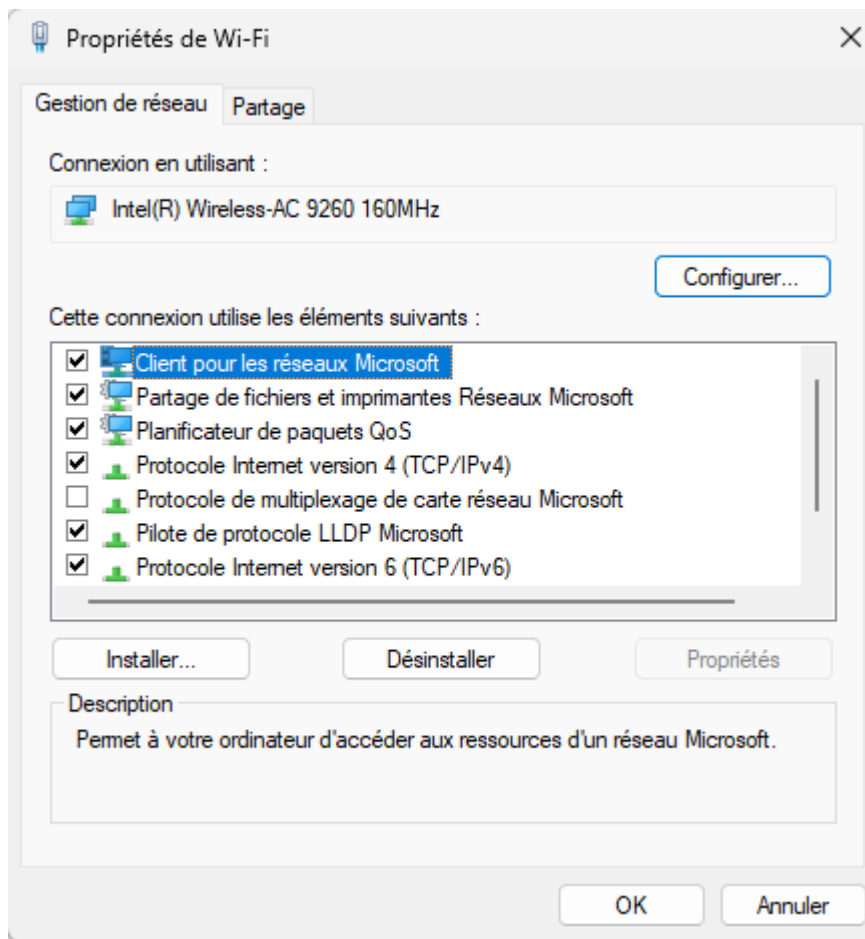 Propriétés de Wi-Fi
Gestion de réseau Partage
Connexion en utilisant :
Intel(R) Wireless-AC 9260 160MHz
Configurer...
Cette connexion utilise les éléments suivants :
Client pour les réseaux Microsoft
Partage de fichiers et imprimantes Réseaux Microsoft
Planificateur de paquets QoS
Protocole Internet version 4 (TCP/IPv4)
Protocole de multiplexage de carte réseau Microsoft
Pilote de protocole LLDP Microsoft
Protocole Internet version 6 (TCP/IPv6)
Installer... Désinstaller Propriétés
Description
Permet à votre ordinateur d'accéder aux ressources d'un réseau Microsoft.
OK Annuler